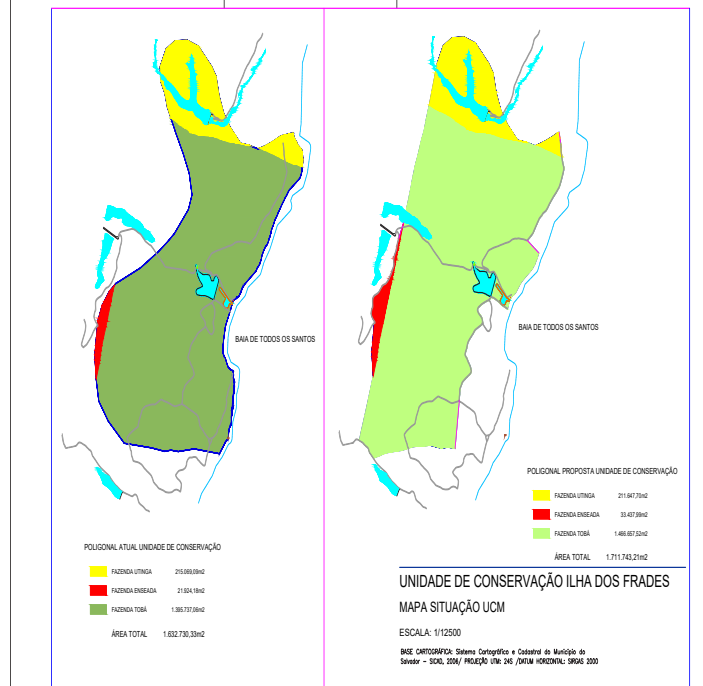 BAIA DE TODOS OS SANTOS
POLIGONAL ATUAL UNIDADE DE CONSERVAÇÃO
FAZENDA UTINGA 215.069,09m2
FAZENDA ENSEADA 21.924,18m2
FAZENDA TOBÁ 1.395.737,06m2
ÁREA TOTAL 1.632.730,33m2
BAIA DE TODOS OS SANTOS
POLIGONAL PROPOSTA UNIDADE DE CONSERVAÇÃO
FAZENDA UTINGA 211.647,70m2
FAZENDA ENSEADA 33.437,99m2
FAZENDA TOBÁ 1.466.657,52m2
ÁREA TOTAL 1.711.743,21m2
UNIDADE DE CONSERVAÇÃO ILHA DOS FRADES
MAPA SITUAÇÃO UCM
ESCALA: 1/12500
BASE CARTOGRÁFICA: Sistema Cartográfico e Cadastral do Município do
Salvador - SICAD, 2006/ PROJEÇÃO UTM: 24S /DATUM HORIZONTAL: SIRGAS 2000